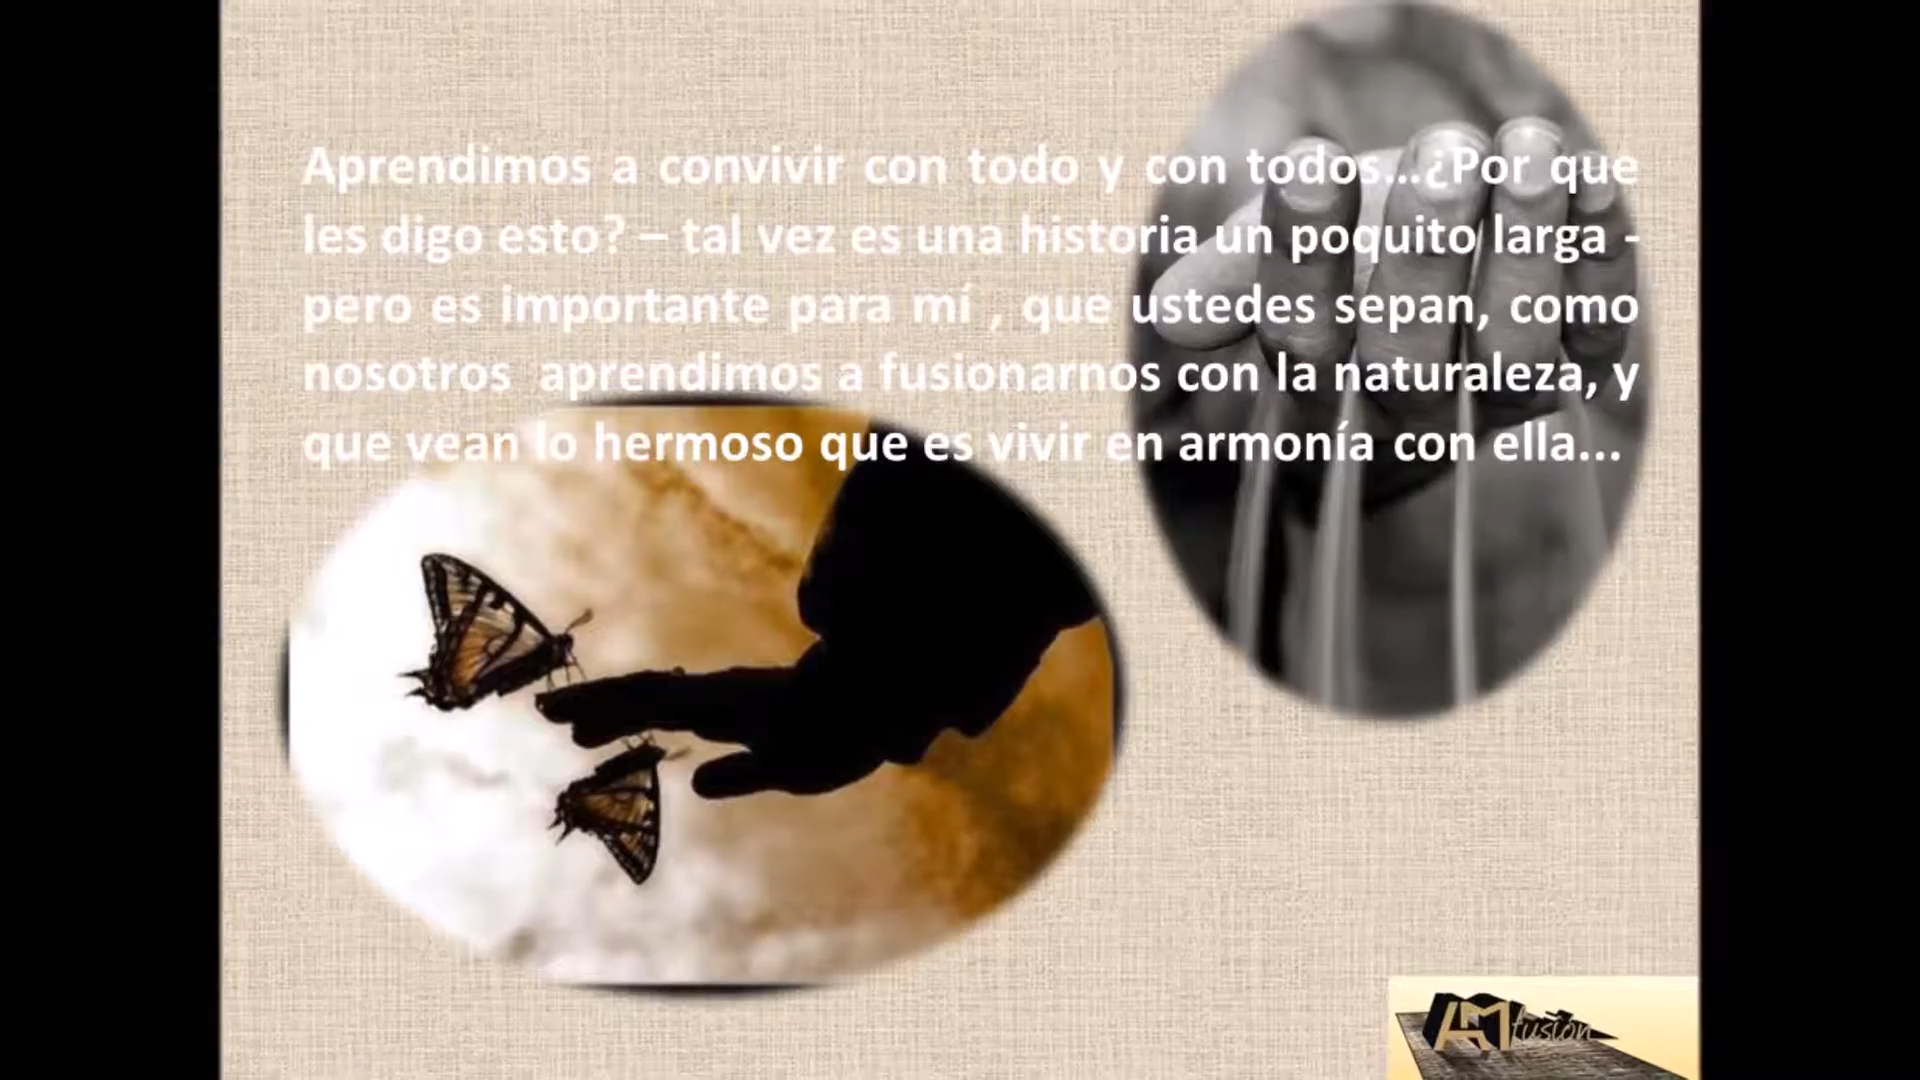 Aprendimos a convivir con todo y con todos...¿Por que
les digo esto? – tal vez es una historia un poquito larga -
pero es importante para mí , que ustedes sepan, como
nosotros aprendimos a fusionarnos con la naturaleza, y
que vean lo hermoso que es vivir en armonía con ella...
AM fusión